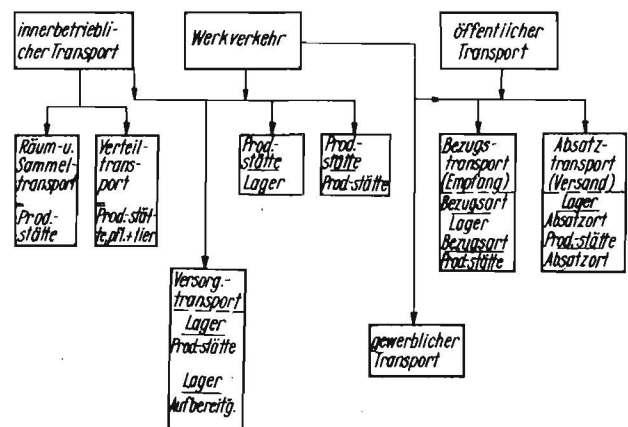 innerbetrieb-
licher Transport
Werkverkehr
öffentlicher
Transport
Räum-u.
Sammel-
transport
Prod.-
stätte
Verteil-
trans-
port
Prod.-stät-
te,pfl.+tier
Prod.-
stätte
Lager
Prod.-
stätte
Prod.-stätte
Bezugs-
transport
(Empfang)
Bezugsart
Lager
Bezugsart
Prod-stätte
Absatz-
transport
(Versand)
Lager
Absatzort
Prod.-stätte
Absatzort
Versorg.-
transport
Lager
Prod.-stätte
Lager
Aufbereitg.
gewerblicher
Transport